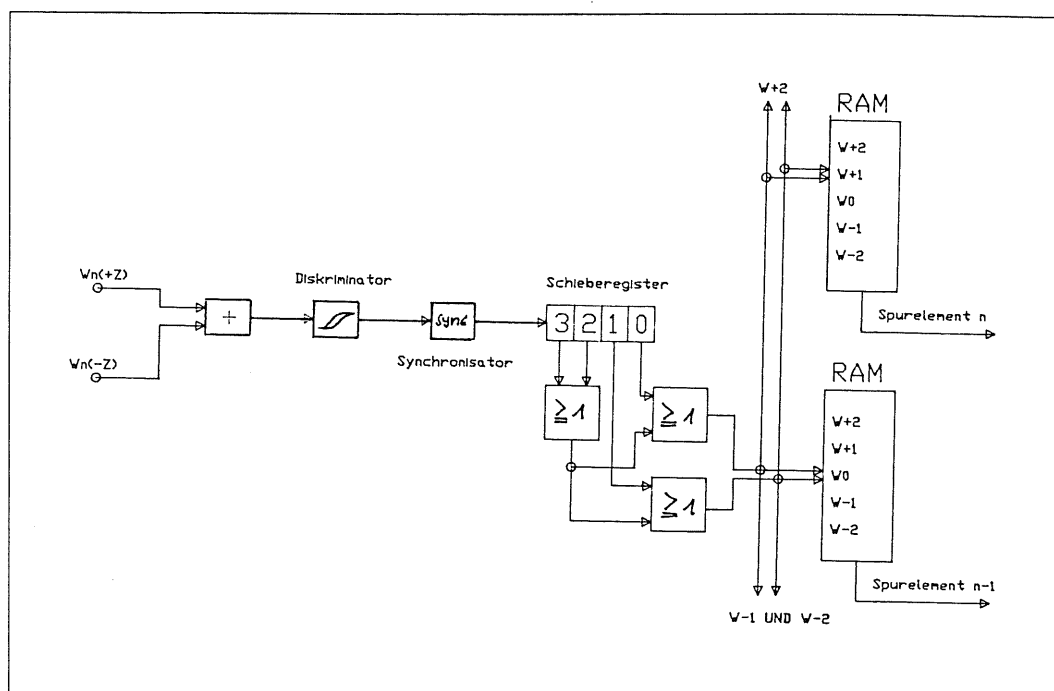 W+2
RAM
W+2
W+1
W0
W-1
W-2
Spurelement n
Wn(+Z)
Wn(-Z)
+
Diskriminator
Sync
Synchronisator
Schieberegister
3 2 1 0
≥1
≥1
≥1
RAM
W+2
W+1
W0
W-1
W-2
Spurelement n-1
W-1 UND W-2